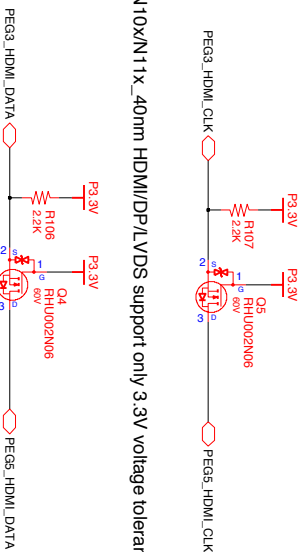 P3.3V P3.3V
Q5
R107 RHU002N06
2.2K 60V
1
G
2 S D 3
PEG3_HDMI_CLK PEG5_HDMI_CLK
N10x/N11x_40nm HDMI/DP/LVDS support only 3.3V voltage toleran
P3.3V P3.3V
Q4
R106 RHU002N06
2.2K 60V
1
G
2 S D 3
PEG3_HDMI_DATA PEG5_HDMI_DATA